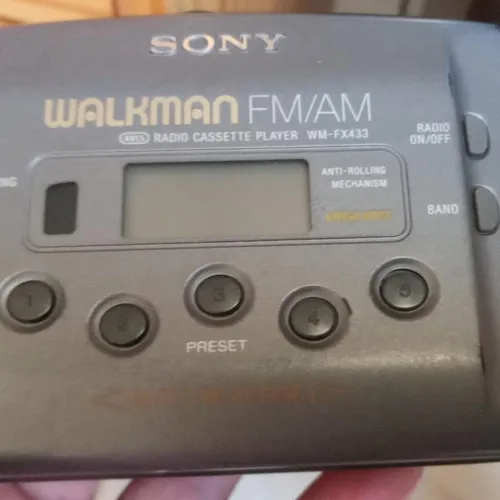 SONY
WALKMAN FM/AM
AVLS RADIO CASSETTE PLAYER WM-FX433
RADIO
ON/OFF
ANTI-ROLLING
MECHANISM
BAND
1
2
3
4
5
PRESET